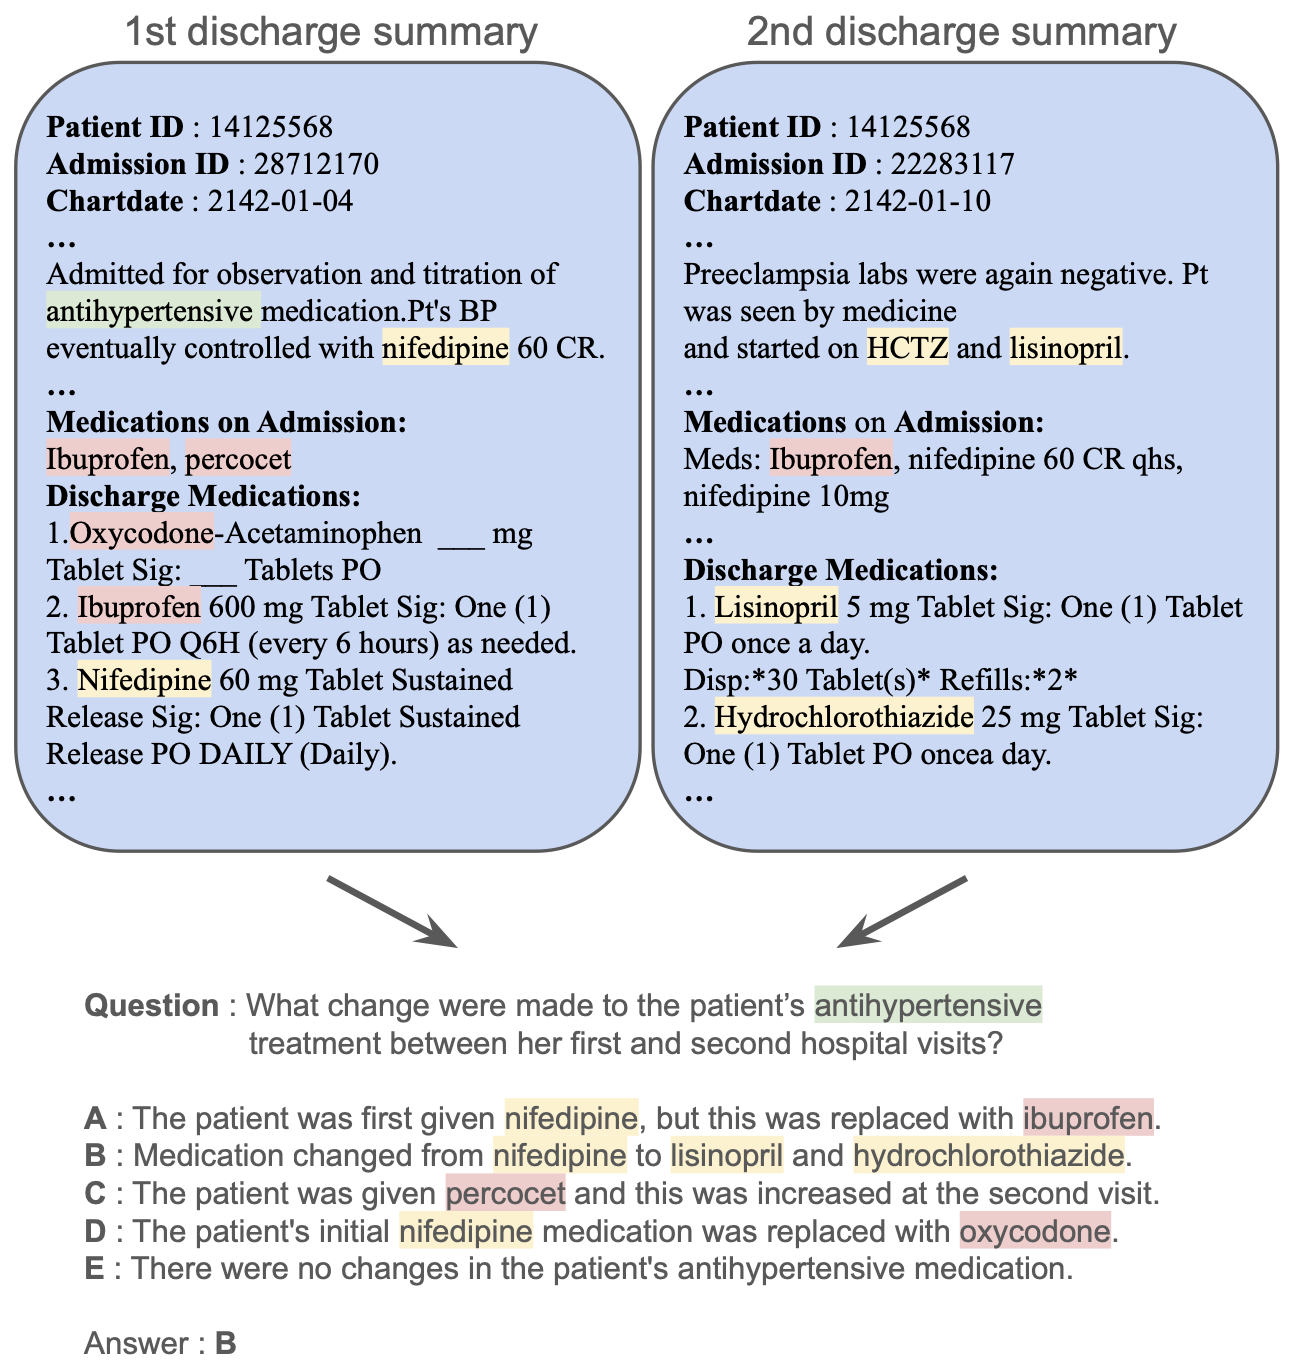 1st discharge summary
Patient ID : 14125568
Admission ID : 28712170
Chartdate : 2142-01-04
...
Admitted for observation and titration of
antihypertensive medication.Pt's BP
eventually controlled with nifedipine 60 CR.
...
Medications on Admission:
Ibuprofen, percocet
Discharge Medications:
1.Oxycodone-Acetaminophen ___ mg
Tablet Sig: ___ Tablets PO
2. Ibuprofen 600 mg Tablet Sig: One (1)
Tablet PO Q6H (every 6 hours) as needed.
3. Nifedipine 60 mg Tablet Sustained
Release Sig: One (1) Tablet Sustained
Release PO DAILY (Daily).
...
2nd discharge summary
Patient ID : 14125568
Admission ID : 22283117
Chartdate : 2142-01-10
...
Preeclampsia labs were again negative. Pt
was seen by medicine
and started on HCTZ and lisinopril.
...
Medications on Admission:
Meds: Ibuprofen, nifedipine 60 CR qhs,
nifedipine 10mg
...
Discharge Medications:
1. Lisinopril 5 mg Tablet Sig: One (1) Tablet
PO once a day.
Disp:*30 Tablet(s)* Refills:*2*
2. Hydrochlorothiazide 25 mg Tablet Sig:
One (1) Tablet PO oncea day.
...
Question : What change were made to the patient's antihypertensive
treatment between her first and second hospital visits?
A : The patient was first given nifedipine, but this was replaced with ibuprofen.
B : Medication changed from nifedipine to lisinopril and hydrochlorothiazide.
C : The patient was given percocet and this was increased at the second visit.
D : The patient's initial nifedipine medication was replaced with oxycodone.
E : There were no changes in the patient's antihypertensive medication.
Answer : B